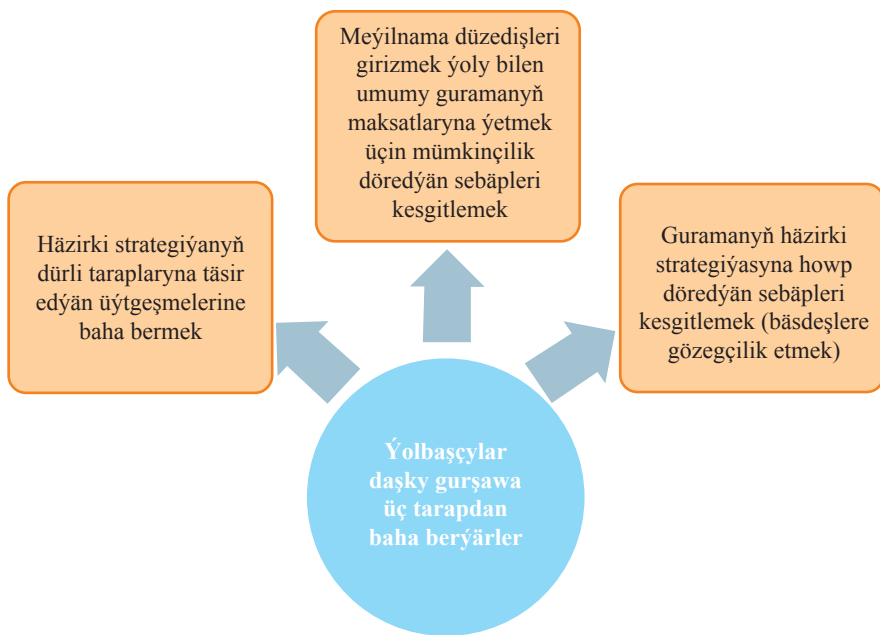 Meýilnama düzedişleri
girizmek ýoly bilen
umumy guramanyň
maksatlaryna ýetmek
üçin mümkinçilik
döredýän sebäpleri
kesgitlemek
Häzirki strategiýanyň
dürli taraplaryna täsir
edýän üýtgeşmelerine
baha bermek
Guramanyň häzirki
strategiýasyna howp
döredýän sebäpleri
kesgitlemek (bäsdeşlere
gözegçilik etmek)
Ýolbaşçylar
daşky gurşawa
üç tarapdan
baha berýärler